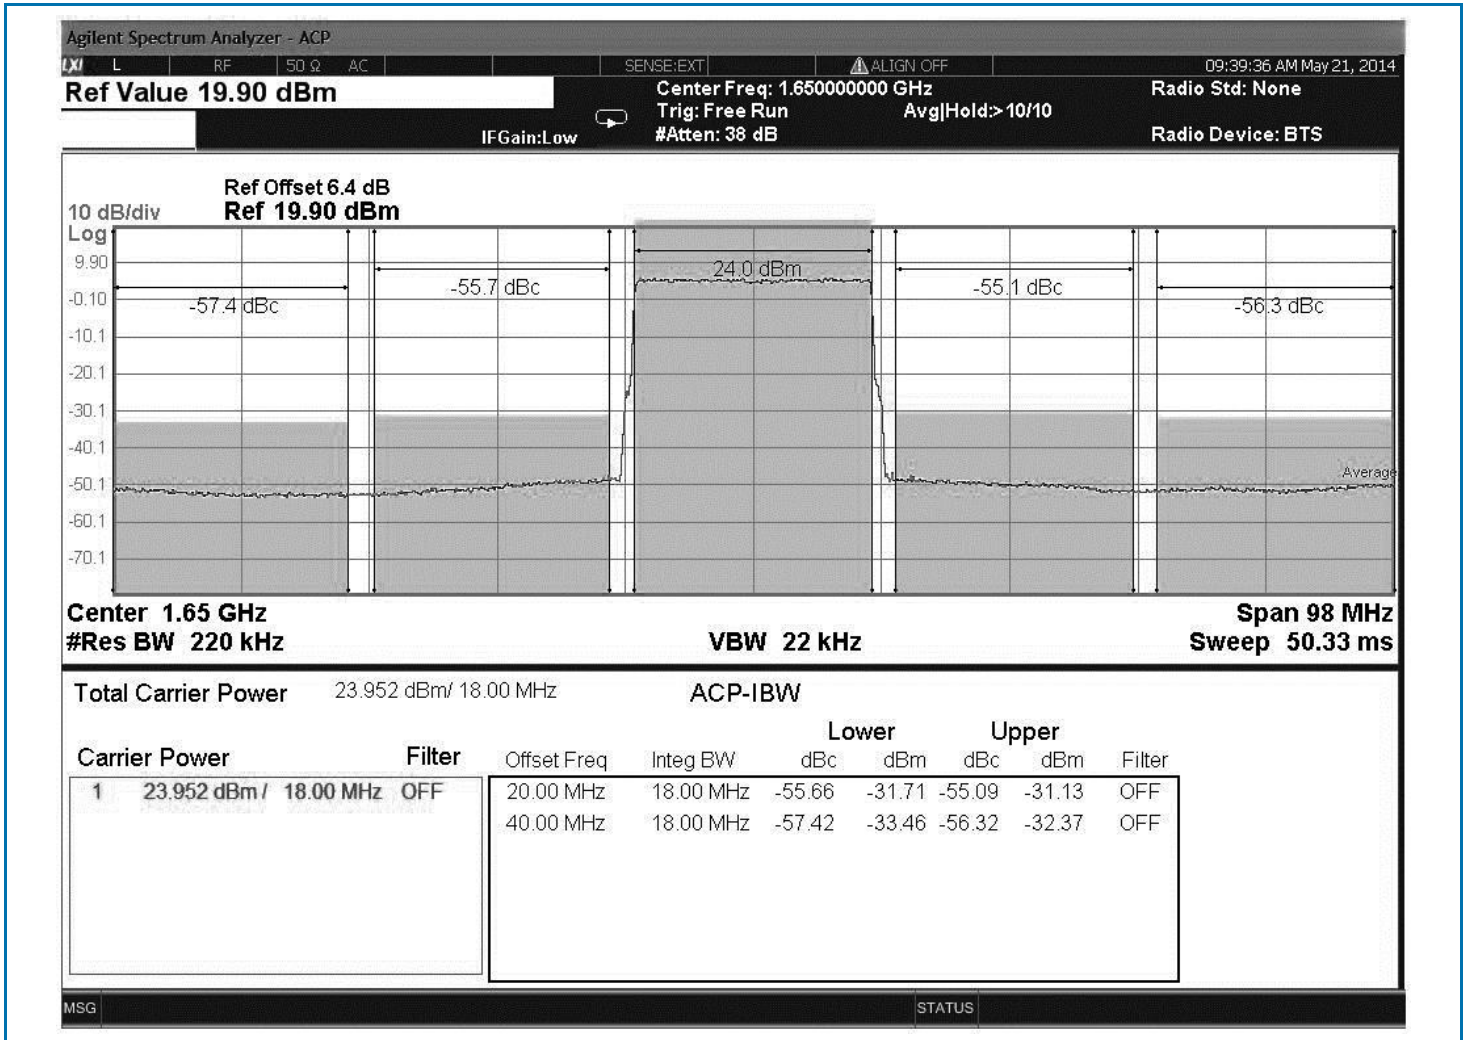 Agilent Spectrum Analyzer - ACP
LXI L RF 50 Ω AC SENSE:EXT ALIGN OFF 09:39:36 AM May 21, 2014
Ref Value 19.90 dBm
Center Freq: 1.650000000 GHz Radio Std: None
Trig: Free Run Avg|Hold:>10/10
IFGain:Low #Atten: 38 dB Radio Device: BTS
Ref Offset 6.4 dB
10 dB/div Ref 19.90 dBm
Log
9.90
24.0 dBm
-55.7 dBc -55.1 dBc
-0.10
-57.4 dBc -56.3 dBc
-10.1
-20.1
-30.1
-40.1
Average
-50.1
-60.1
-70.1
Center 1.65 GHz Span 98 MHz
#Res BW 220 kHz VBW 22 kHz Sweep 50.33 ms
Total Carrier Power 23.952 dBm/ 18.00 MHz ACP-IBW
Lower Upper
Carrier Power Filter Offset Freq Integ BW dBc dBm dBc dBm Filter
1 23.952 dBm / 18.00 MHz OFF 20.00 MHz 18.00 MHz -55.66 -31.71 -55.09 -31.13 OFF
40.00 MHz 18.00 MHz -57.42 -33.46 -56.32 -32.37 OFF
MSG STATUS